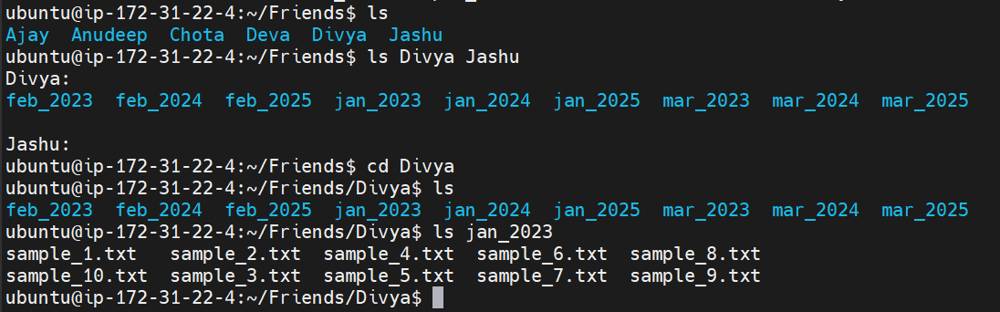 ubuntu@ip-172-31-22-4:~/Friends$ ls
Ajay  Anudeep  Chota  Deva  Divya  Jashu
ubuntu@ip-172-31-22-4:~/Friends$ ls Divya Jashu
Divya:
feb_2023  feb_2024  feb_2025  jan_2023  jan_2024  jan_2025  mar_2023  mar_2024  mar_2025

Jashu:
ubuntu@ip-172-31-22-4:~/Friends$ cd Divya
ubuntu@ip-172-31-22-4:~/Friends/Divya$ ls
feb_2023  feb_2024  feb_2025  jan_2023  jan_2024  jan_2025  mar_2023  mar_2024  mar_2025
ubuntu@ip-172-31-22-4:~/Friends/Divya$ ls jan_2023
sample_1.txt   sample_2.txt  sample_4.txt  sample_6.txt  sample_8.txt
sample_10.txt  sample_3.txt  sample_5.txt  sample_7.txt  sample_9.txt
ubuntu@ip-172-31-22-4:~/Friends/Divya$